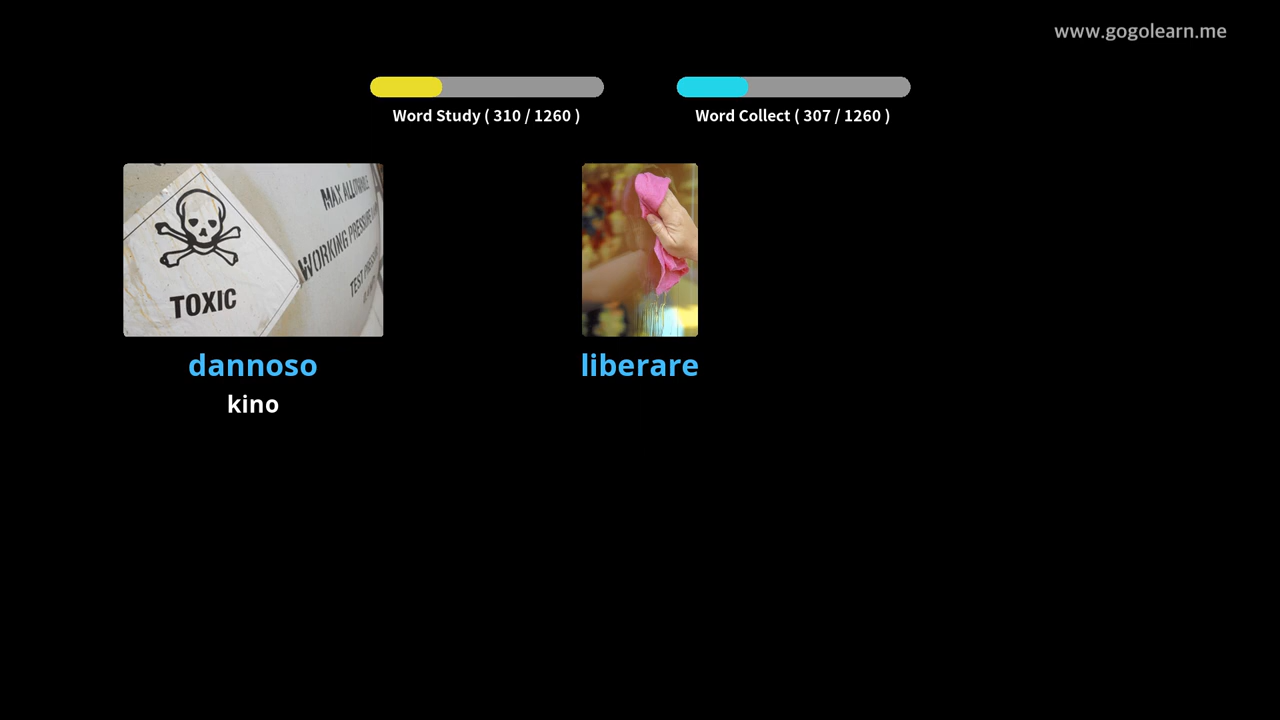 www.gogolearn.me
Word Study ( 310 / 1260 )
Word Collect ( 307 / 1260 )
TOXIC
MAX ALLOWABLE
WORKING PRESSURE
TEST
dannoso
liberare
kino